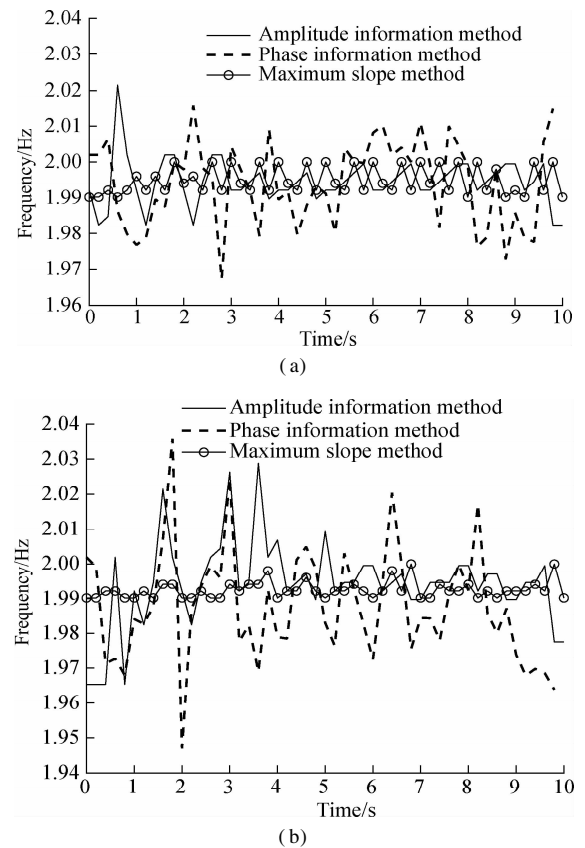 2.04
2.03
2.02
2.01
2.00
1.99
1.98
1.97
1.96
Frequency/Hz
Amplitude information method
Phase information method
Maximum slope method
0 1 2 3 4 5 6 7 8 9 10
Time/s
(a)
2.04
2.03
2.02
2.01
2.00
1.99
1.98
1.97
1.96
1.95
1.94
Frequency/Hz
Amplitude information method
Phase information method
Maximum slope method
0 1 2 3 4 5 6 7 8 9 10
Time/s
(b)